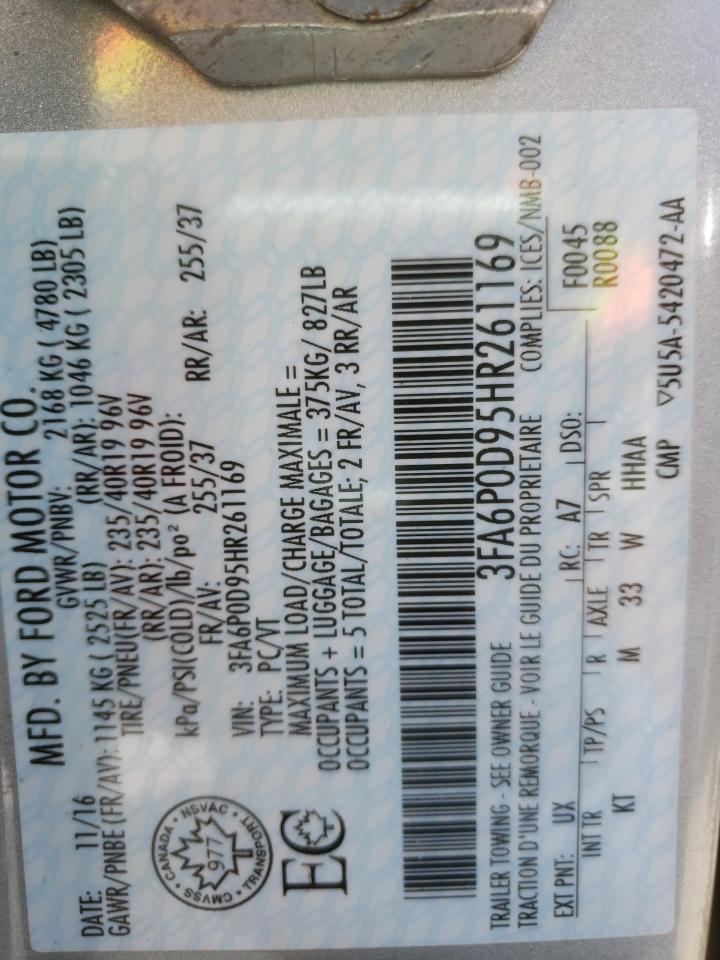 MFD. BY FORD MOTOR CO.
DATE: 11/16 GVWR/PNBV: 2168 KG ( 4780 LB)
GAWR/PNBE (FR/AV): 1145 KG ( 2525 LB) (RR/AR): 1046 KG ( 2305 LB)
TIRE/PNEU(FR/AV): 235/40R19 96V
(RR/AR): 235/40R19 96V
kPa/PSI(COLD)/lb/po² (A FROID):
FR/AV: 255/37 RR/AR: 255/37
VIN: 3FA6P0D95HR261169
TYPE: PC/VT
MAXIMUM LOAD/CHARGE MAXIMALE =
OCCUPANTS + LUGGAGE/BAGAGES = 375KG/ 827LB
OCCUPANTS = 5 TOTAL/TOTALE; 2 FR/AV, 3 RR/AR
CANADA • NSVAC • TRANSPORT • CMVSS •
977
EC
3FA6P0D95HR261169
TRAILER TOWING - SEE OWNER GUIDE
TRACTION D'UNE REMORQUE - VOIR LE GUIDE DU PROPRIETAIRE COMPLIES: ICES/NMB-002
EXT PNT: UX RC: A7 DSO: F0045
INT TR TP/PS R AXLE TR SPR R0088
KT M 33 W HHAA
CMP ▽5U5A-5420472-AA